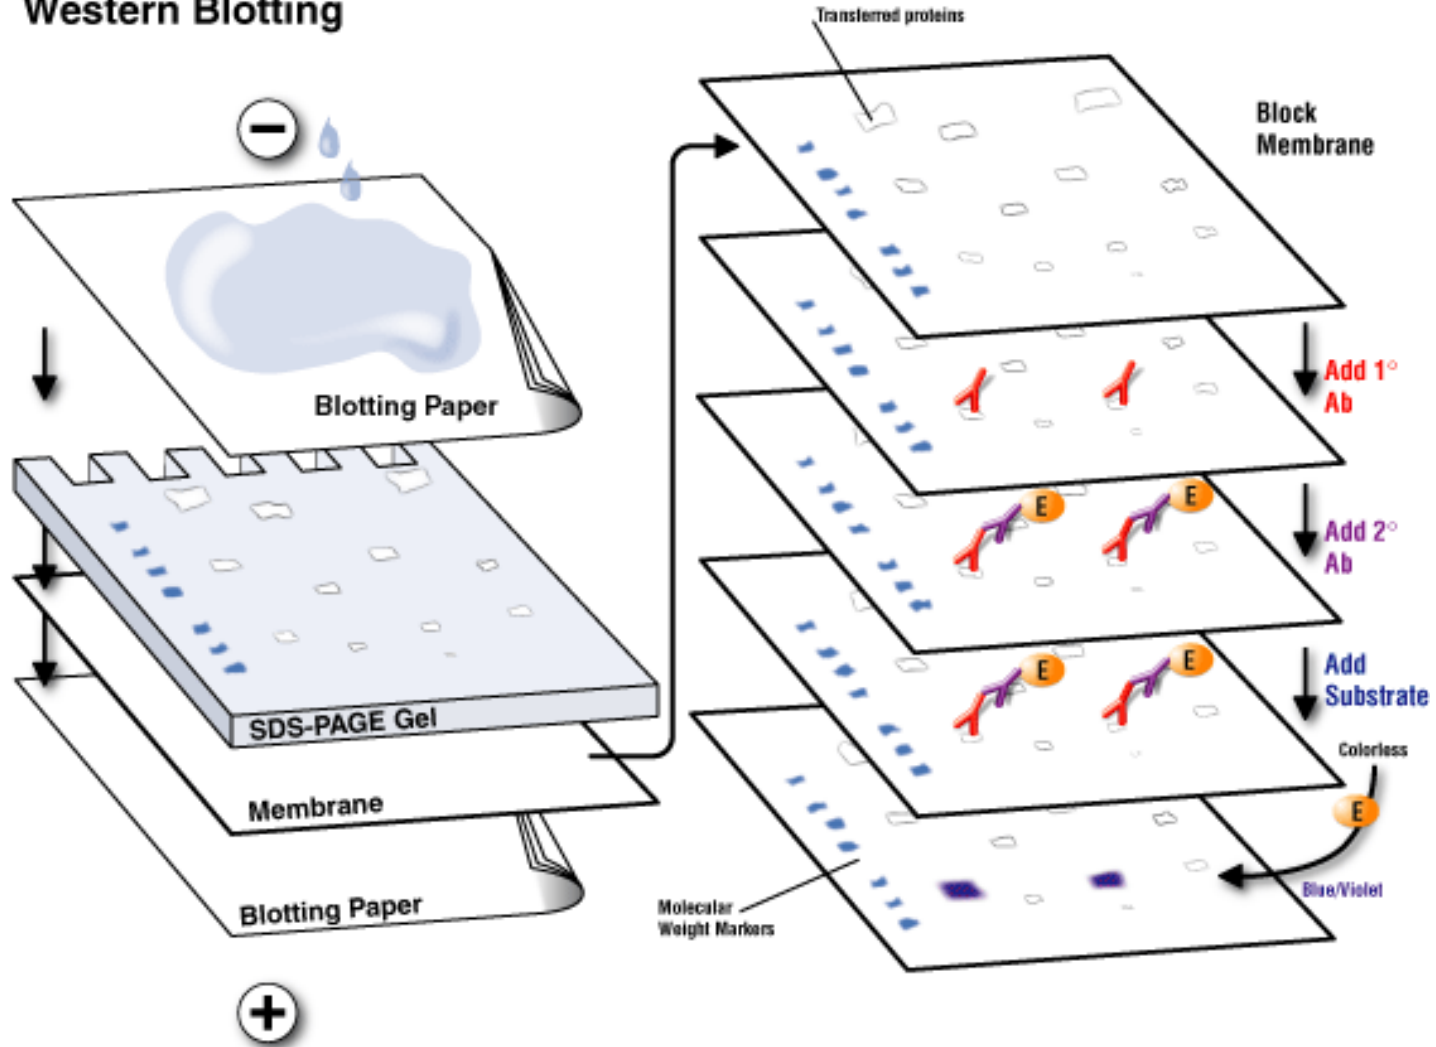 Western Blotting
−
Blotting Paper
SDS-PAGE Gel
Membrane
Blotting Paper
+
Transferred proteins
Block
Membrane
Add 1°
Ab
E
E
Add 2°
Ab
E
E
Add
Substrate
Colorless
E
Blue/Violet
Molecular
Weight Markers